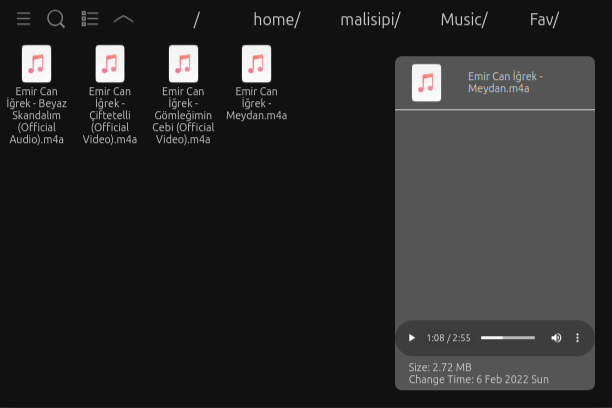 / home/ malisipi/ Music/ Fav/
Emir Can
İğrek - Beyaz
Skandalım
(Official
Audio).m4a
Emir Can
İğrek -
Çiftetelli
(Official
Video).m4a
Emir Can
İğrek -
Gömleğimin
Cebi (Official
Video).m4a
Emir Can
İğrek -
Meydan.m4a
Emir Can İğrek -
Meydan.m4a
1:08 / 2:55
Size: 2.72 MB
Change Time: 6 Feb 2022 Sun